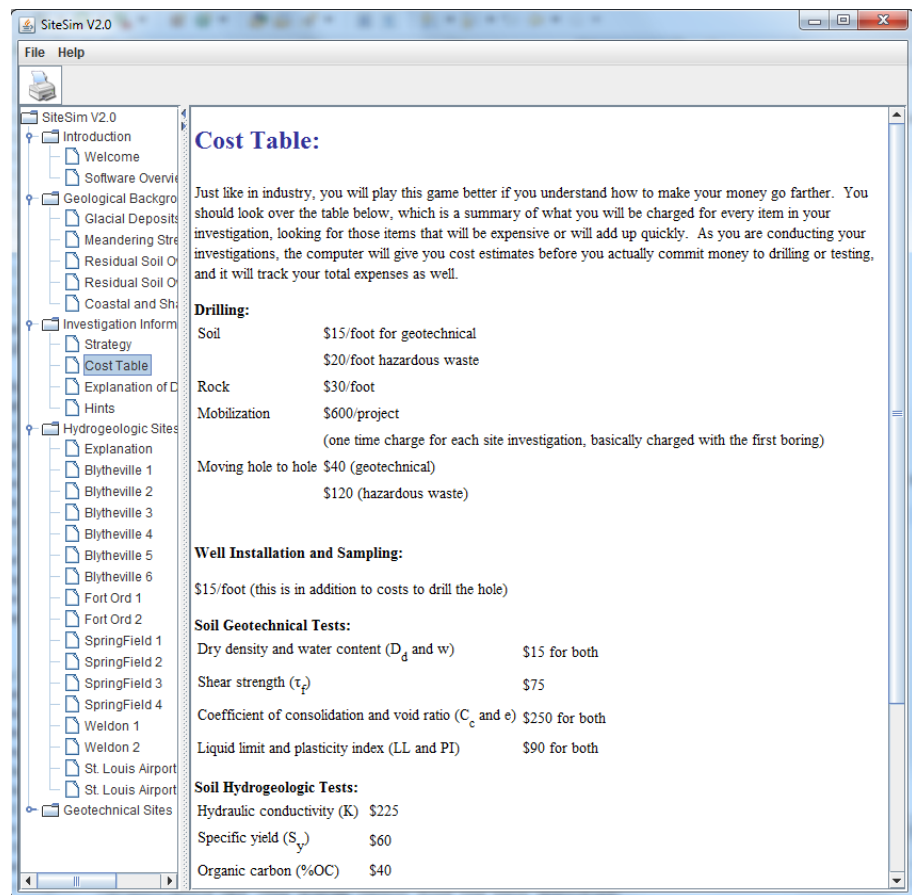 SiteSim V2.0
File Help
SiteSim V2.0
Introduction
Welcome
Software Overvie
Geological Backgro
Glacial Deposits
Meandering Stre
Residual Soil O
Residual Soil O
Coastal and Sha
Investigation Inform
Strategy
Cost Table
Explanation of D
Hints
Hydrogeologic Sites
Explanation
Blytheville 1
Blytheville 2
Blytheville 3
Blytheville 4
Blytheville 5
Blytheville 6
Fort Ord 1
Fort Ord 2
SpringField 1
SpringField 2
SpringField 3
SpringField 4
Weldon 1
Weldon 2
St. Louis Airport
St. Louis Airport
Geotechnical Sites
Cost Table:
Just like in industry, you will play this game better if you understand how to make your money go farther. You
should look over the table below, which is a summary of what you will be charged for every item in your
investigation, looking for those items that will be expensive or will add up quickly. As you are conducting your
investigations, the computer will give you cost estimates before you actually commit money to drilling or testing,
and it will track your total expenses as well.
Drilling:
Soil $15/foot for geotechnical
$20/foot hazardous waste
Rock $30/foot
Mobilization $600/project
(one time charge for each site investigation, basically charged with the first boring)
Moving hole to hole $40 (geotechnical)
$120 (hazardous waste)
Well Installation and Sampling:
$15/foot (this is in addition to costs to drill the hole)
Soil Geotechnical Tests:
Dry density and water content (D_d and w) $15 for both
Shear strength (τ_f) $75
Coefficient of consolidation and void ratio (C_c and e) $250 for both
Liquid limit and plasticity index (LL and PI) $90 for both
Soil Hydrogeologic Tests:
Hydraulic conductivity (K) $225
Specific yield (S_y) $60
Organic carbon (%OC) $40